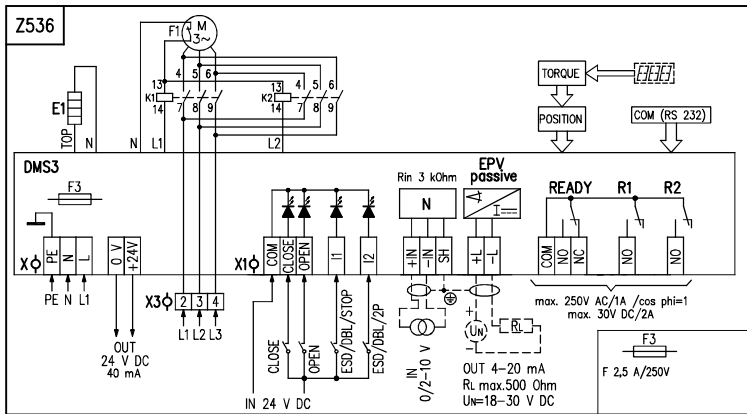 Z536
F1
M
3~
4 5 6
13
K1
14
7 8 9
13
K2
14
4 5 6
7 8 9
E1
TOP
N
N
L1
L2
TORQUE
POSITION
COM (RS 232)
DMS3
F3
Rin 3 kOhm
N
EPV
passive
READY R1 R2
X
PE
N
L
0 V
+24V
X1
COM
CLOSE
OPEN
I1
I2
+IN
-IN
SH
+L
-L
COM
NO
NC
NO
NO
PE N L1
X3
2 3 4
L1 L2 L3
OUT
24 V DC
40 mA
CLOSE
OPEN
ESD/DBL/STOP
ESD/DBL/2P
IN 24 V DC
IN
0/2-10 V
+
UN
-
RL
OUT 4-20 mA
RL max.500 Ohm
UN=18-30 V DC
max. 250V AC/1A /cos phi=1
max. 30V DC/2A
F3
F 2,5 A/250V